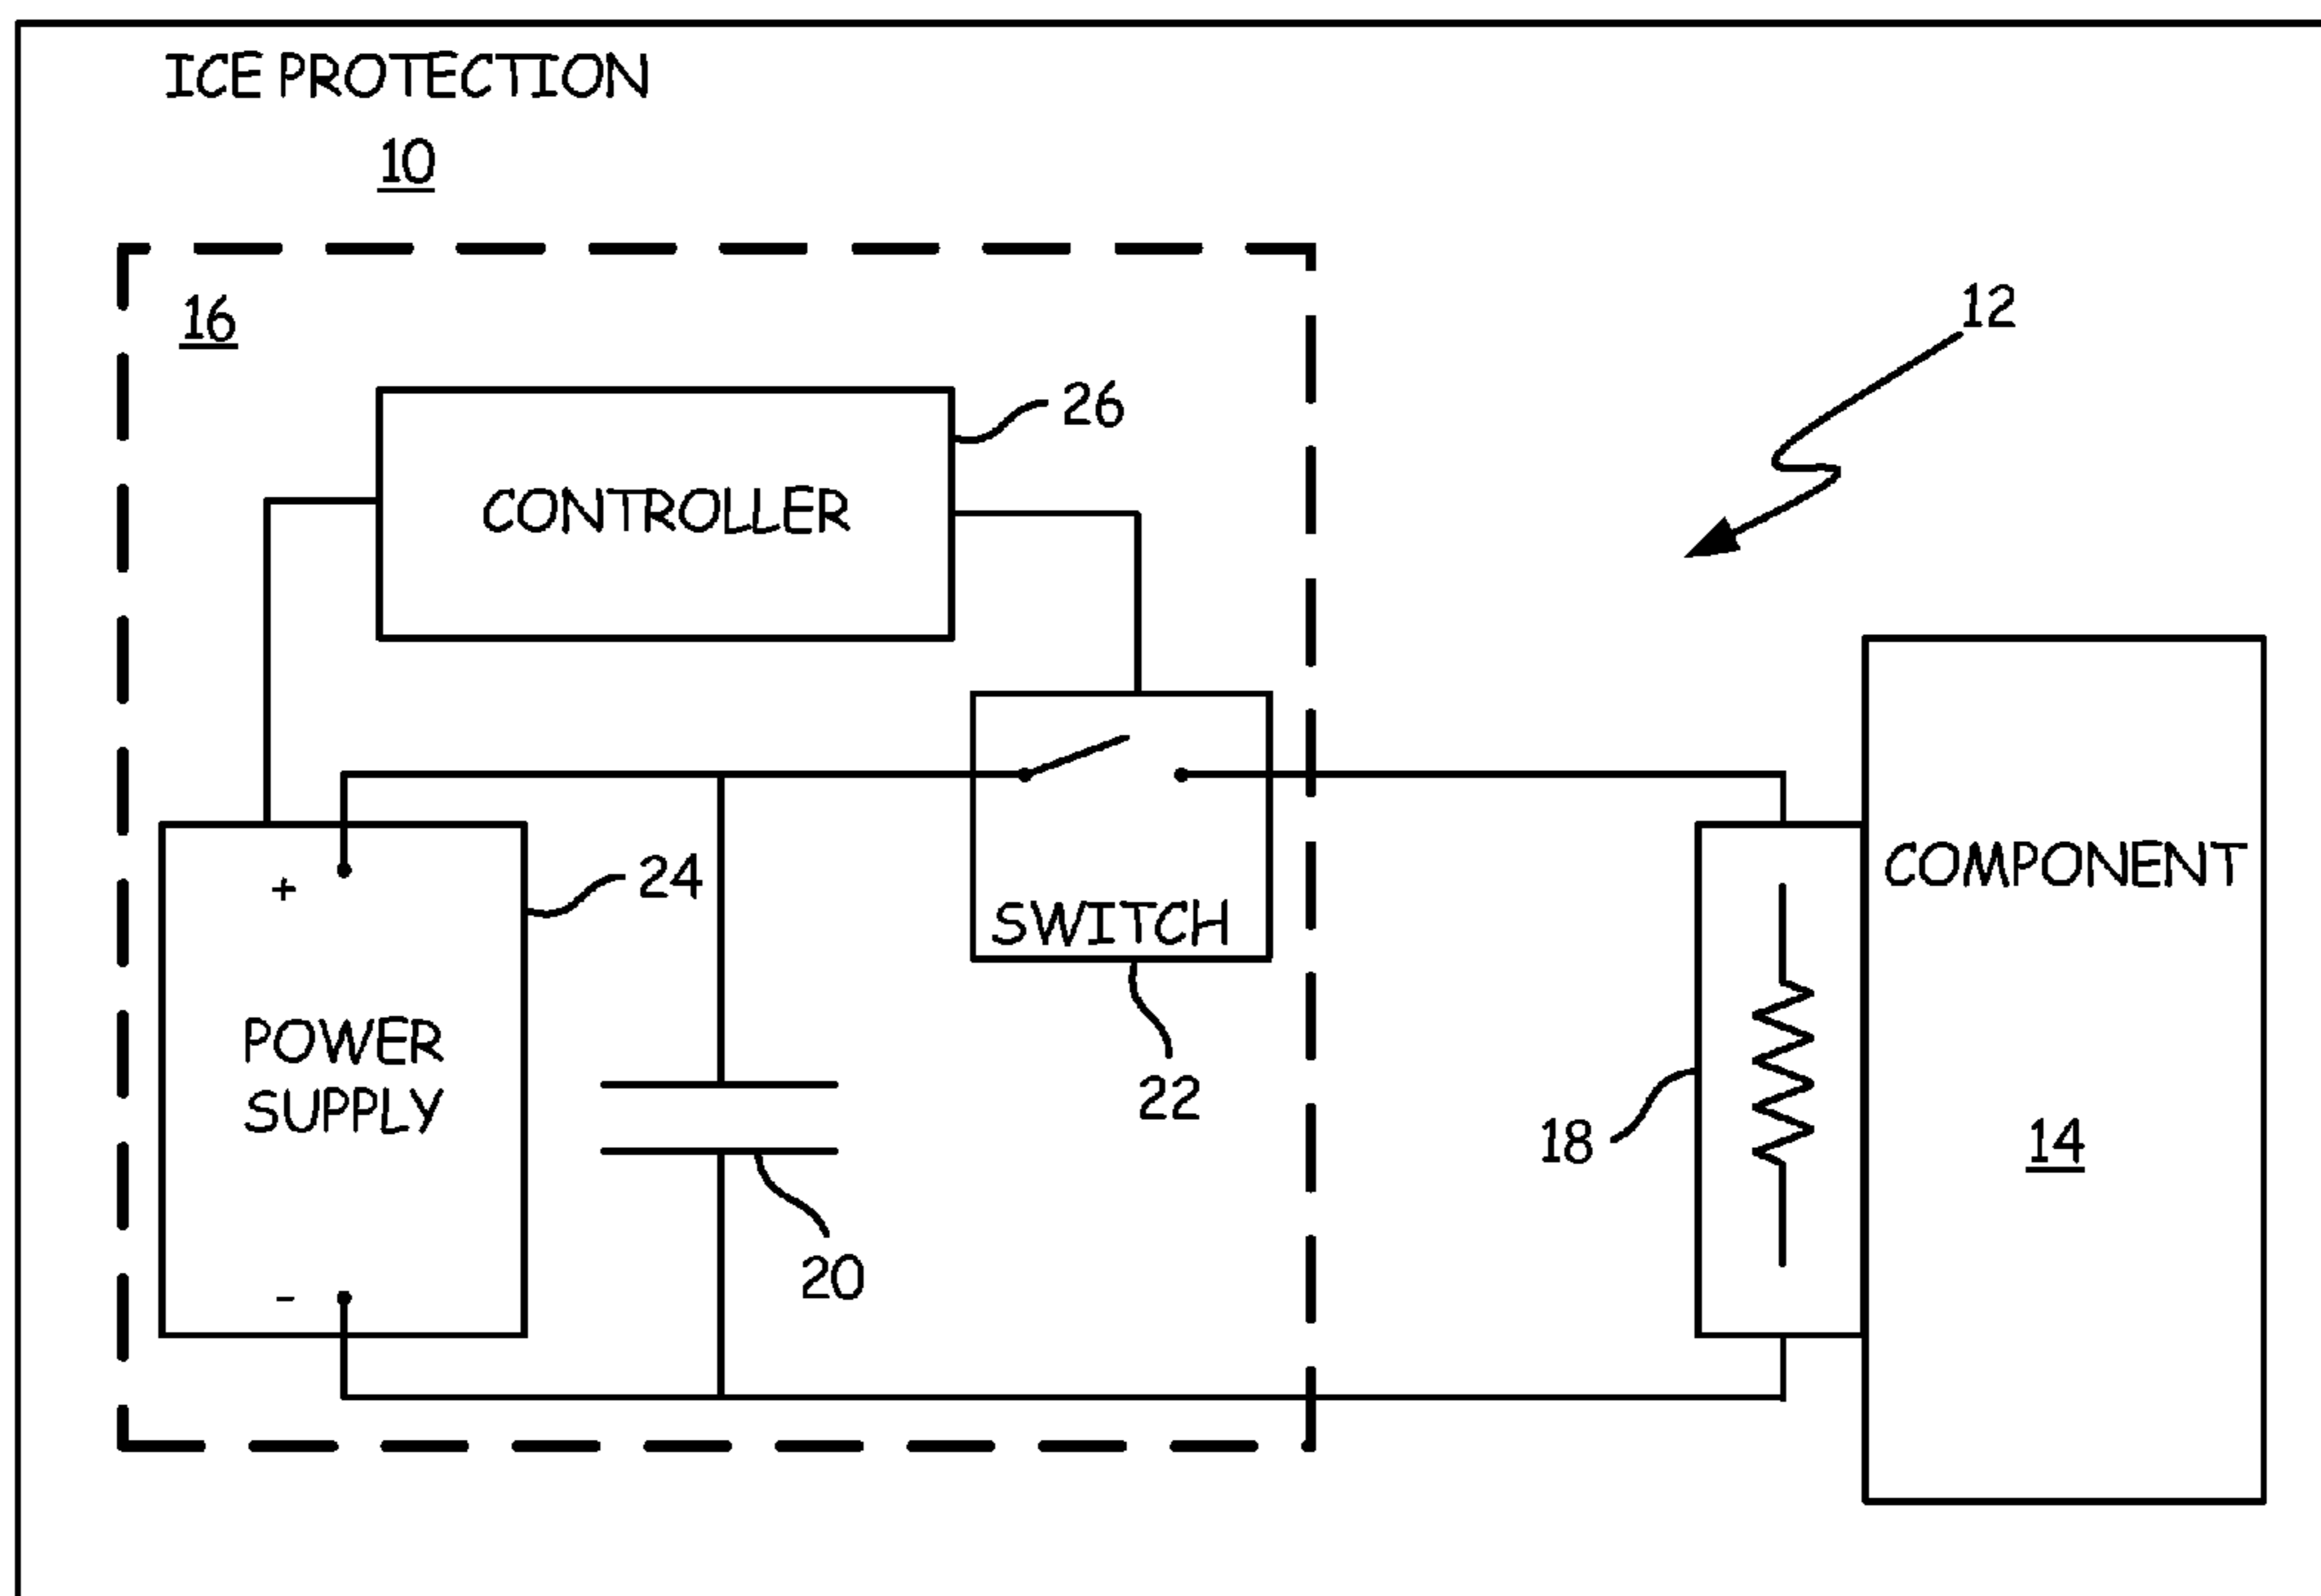 ICE PROTECTION
10
16
12
26
CONTROLLER
+
24
SWITCH
COMPONENT
POWER
SUPPLY
22
18
14
20
-